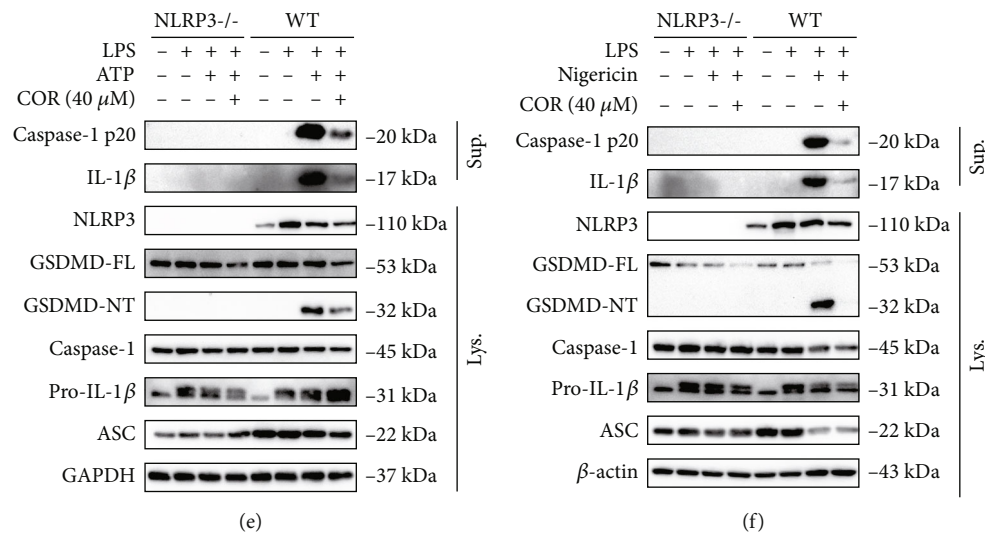 NLRP3-/- WT
LPS – + + + – + + +
ATP – – + + – – + +
COR (40 μM) – – – + – – – +
Caspase-1 p20 –20 kDa
IL-1β –17 kDa
Sup.
NLRP3 –110 kDa
GSDMD-FL –53 kDa
GSDMD-NT –32 kDa
Caspase-1 –45 kDa
Pro-IL-1β –31 kDa
ASC –22 kDa
GAPDH –37 kDa
Lys.
(e)
NLRP3-/- WT
LPS – + + + – + + +
Nigericin – – + + – – + +
COR (40 μM) – – – + – – – +
Caspase-1 p20 –20 kDa
IL-1β –17 kDa
Sup.
NLRP3 –110 kDa
GSDMD-FL –53 kDa
GSDMD-NT –32 kDa
Caspase-1 –45 kDa
Pro-IL-1β –31 kDa
ASC –22 kDa
β-actin –43 kDa
Lys.
(f)